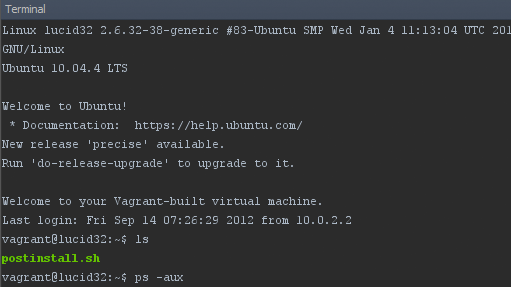 Terminal
Linux lucid32 2.6.32-38-generic #83-Ubuntu SMP Wed Jan 4 11:13:04 UTC 201
GNU/Linux
Ubuntu 10.04.4 LTS
Welcome to Ubuntu!
 * Documentation:  https://help.ubuntu.com/
New release 'precise' available.
Run 'do-release-upgrade' to upgrade to it.
Welcome to your Vagrant-built virtual machine.
Last login: Fri Sep 14 07:26:29 2012 from 10.0.2.2
vagrant@lucid32:~$ ls
postinstall.sh
vagrant@lucid32:~$ ps -aux